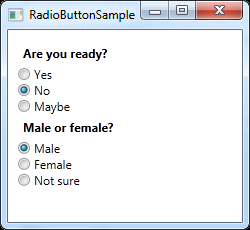 RadioButtonSample
Are you ready?
Yes
No
Maybe
Male or female?
Male
Female
Not sure